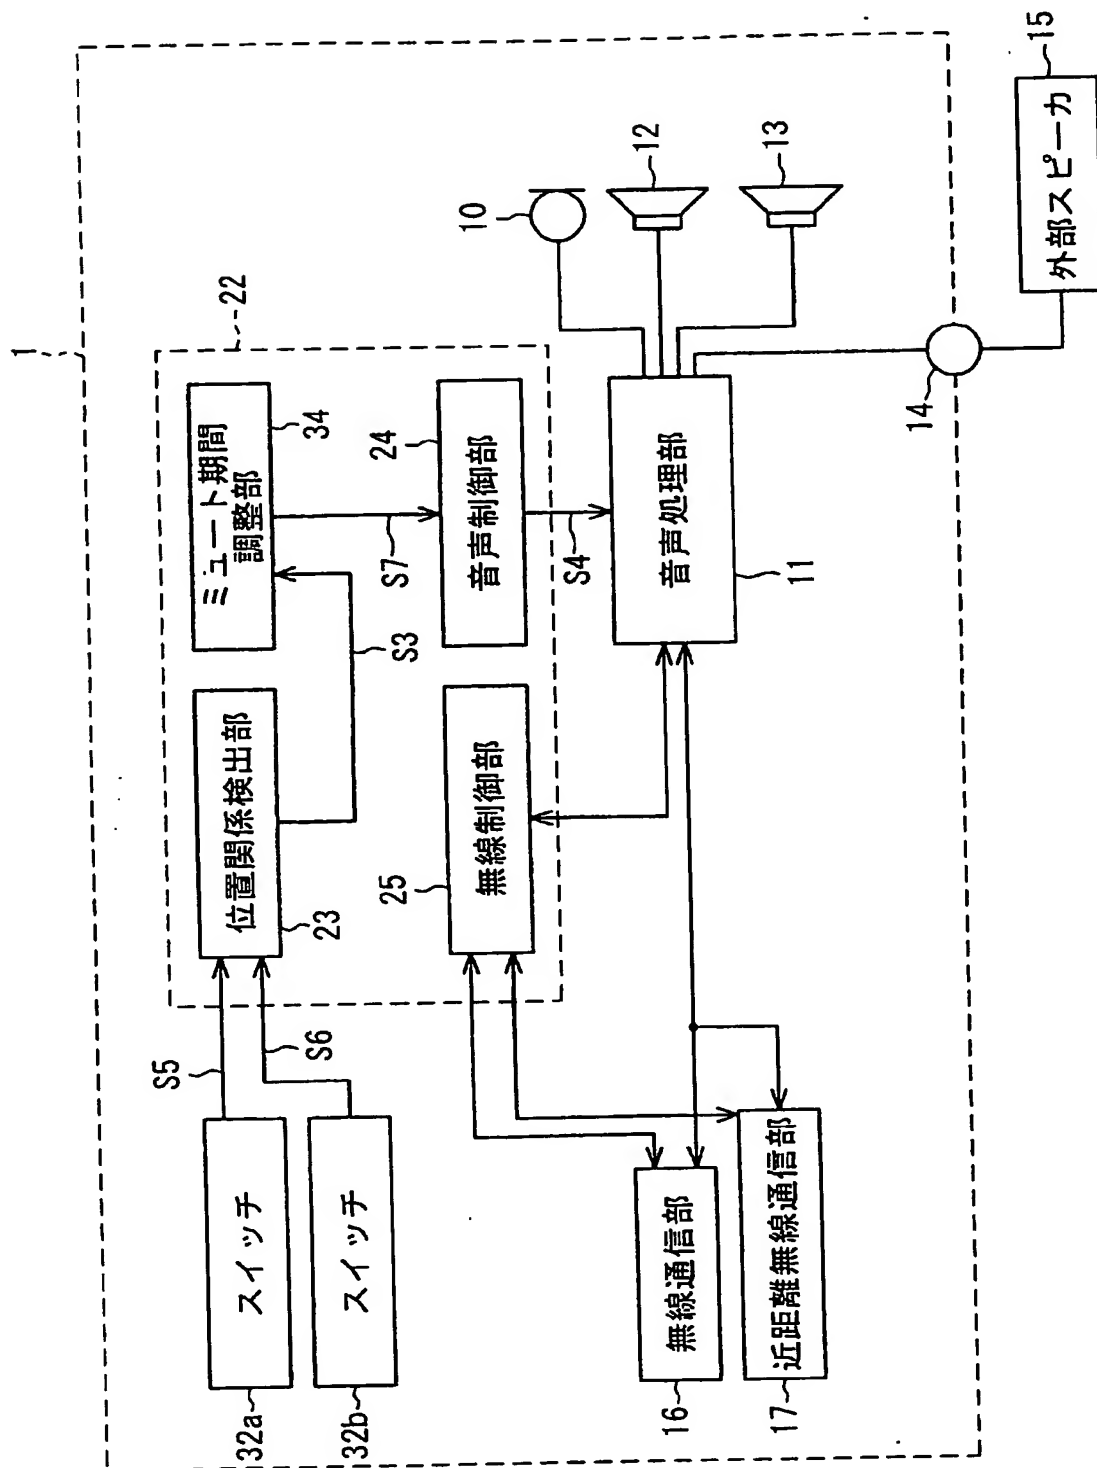 1
22
スイッチ
32a
S5
スイッチ
32b
S6
位置関係検出部
23
S3
ミュート期間
調整部
34
S7
無線制御部
25
音声制御部
24
S4
音声処理部
11
10
12
13
14
外部スピーカ
15
無線通信部
16
近距離無線通信部
17